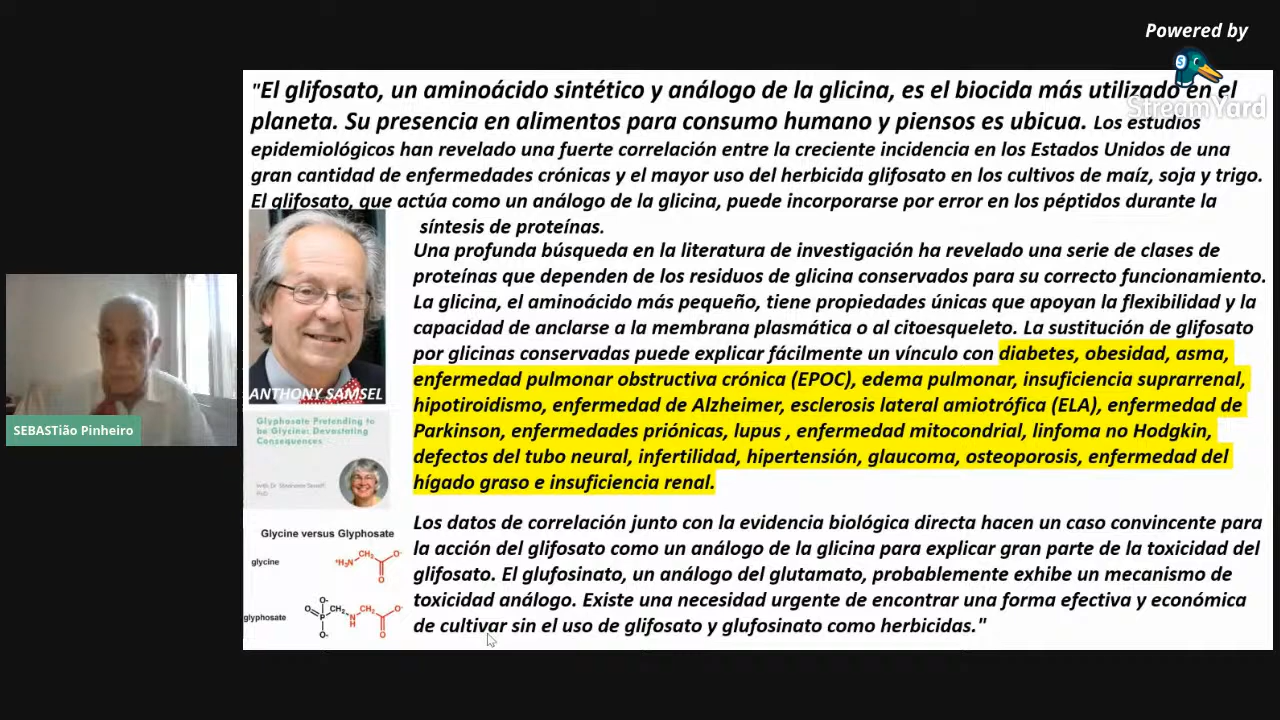 Powered by
StreamYard
"El glifosato, un aminoácido sintético y análogo de la glicina, es el biocida más utilizado en el
planeta. Su presencia en alimentos para consumo humano y piensos es ubicua. Los estudios
epidemiológicos han revelado una fuerte correlación entre la creciente incidencia en los Estados Unidos de una
gran cantidad de enfermedades crónicas y el mayor uso del herbicida glifosato en los cultivos de maíz, soja y trigo.
El glifosato, que actúa como un análogo de la glicina, puede incorporarse por error en los péptidos durante la
síntesis de proteínas.
Una profunda búsqueda en la literatura de investigación ha revelado una serie de clases de
proteínas que dependen de los residuos de glicina conservados para su correcto funcionamiento.
La glicina, el aminoácido más pequeño, tiene propiedades únicas que apoyan la flexibilidad y la
capacidad de anclarse a la membrana plasmática o al citoesqueleto. La sustitución de glifosato
por glicinas conservadas puede explicar fácilmente un vínculo con diabetes, obesidad, asma,
enfermedad pulmonar obstructiva crónica (EPOC), edema pulmonar, insuficiencia suprarrenal,
hipotiroidismo, enfermedad de Alzheimer, esclerosis lateral amiotrófica (ELA), enfermedad de
Parkinson, enfermedades priónicas, lupus , enfermedad mitocondrial, linfoma no Hodgkin,
defectos del tubo neural, infertilidad, hipertensión, glaucoma, osteoporosis, enfermedad del
hígado graso e insuficiencia renal.
Los datos de correlación junto con la evidencia biológica directa hacen un caso convincente para
la acción del glifosato como un análogo de la glicina para explicar gran parte de la toxicidad del
glifosato. El glufosinato, un análogo del glutamato, probablemente exhibe un mecanismo de
toxicidad análogo. Existe una necesidad urgente de encontrar una forma efectiva y económica
de cultivar sin el uso de glifosato y glufosinato como herbicidas."
ANTHONY SAMSEL
Glyphosate Pretending to
be Glycine: Devastating
Consequences
With Dr. Stephanie Seneff,
PhD
Glycine versus Glyphosate
glycine
⁺H₃N CH₂ C O⁻
O
glyphosate
O⁻
O P CH₂ N CH₂ C O⁻
O⁻ H O
SEBASTião Pinheiro